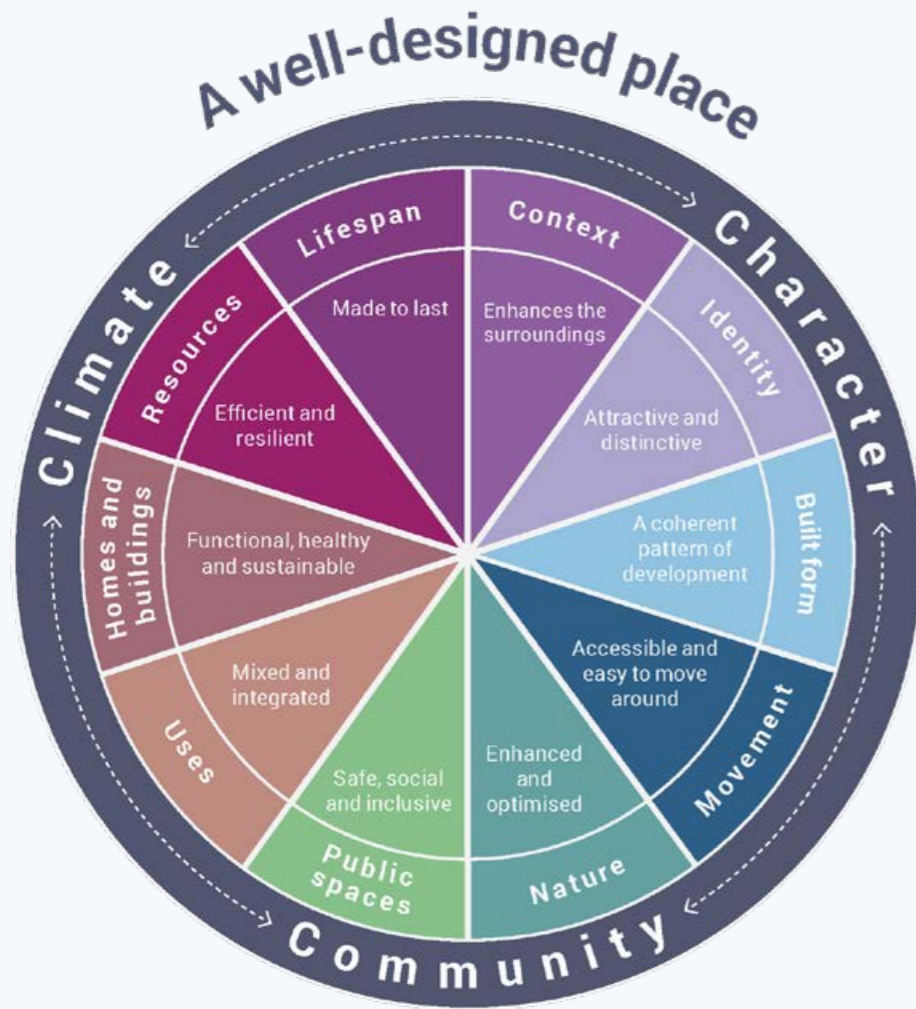 A well-designed place
Climate
Character
Community
Context
Enhances the
surroundings
Identity
Attractive and
distinctive
Built form
A coherent
pattern of
development
Movement
Accessible and
easy to move
around
Nature
Enhanced
and
optimised
Public
spaces
Safe, social
and inclusive
Uses
Mixed and
integrated
Homes and
buildings
Functional, healthy
and sustainable
Resources
Efficient and
resilient
Lifespan
Made to last